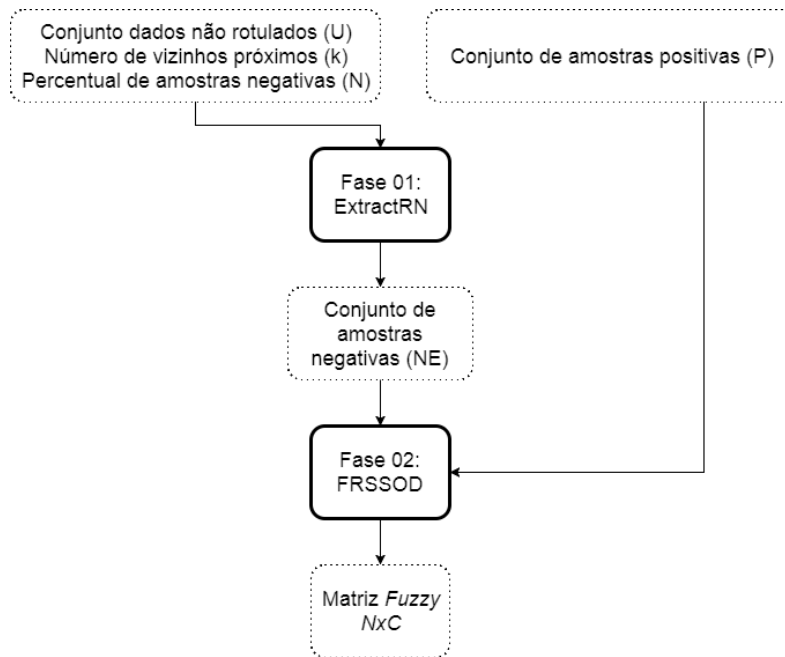 Conjunto dados não rotulados (U)
Número de vizinhos próximos (k)
Percentual de amostras negativas (N)
Conjunto de amostras positivas (P)
Fase 01:
ExtractRN
Conjunto de
amostras
negativas (NE)
Fase 02:
FRSSOD
Matriz Fuzzy
NxC